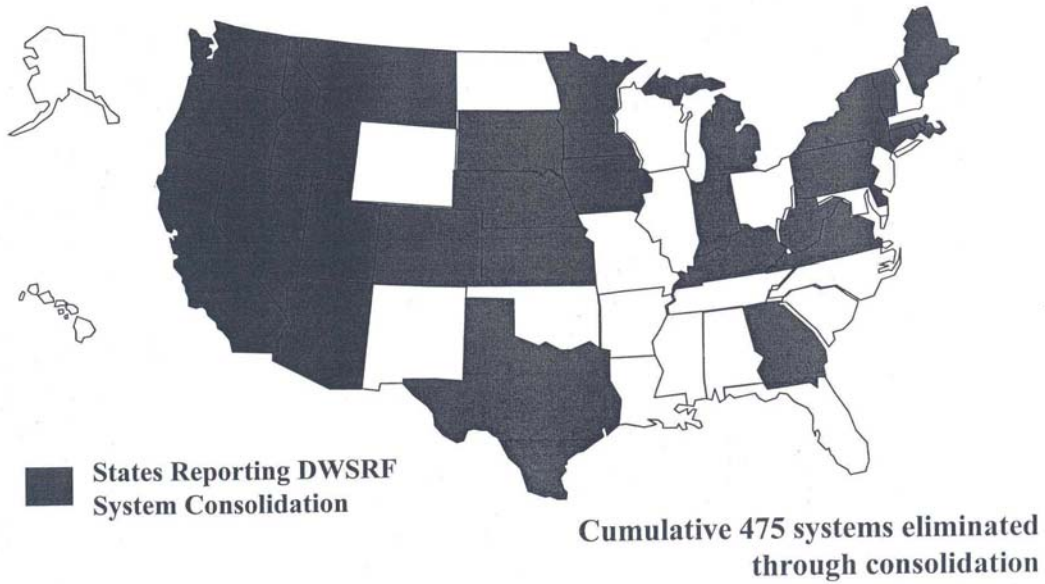 States Reporting DWSRF
System Consolidation
Cumulative 475 systems eliminated
through consolidation